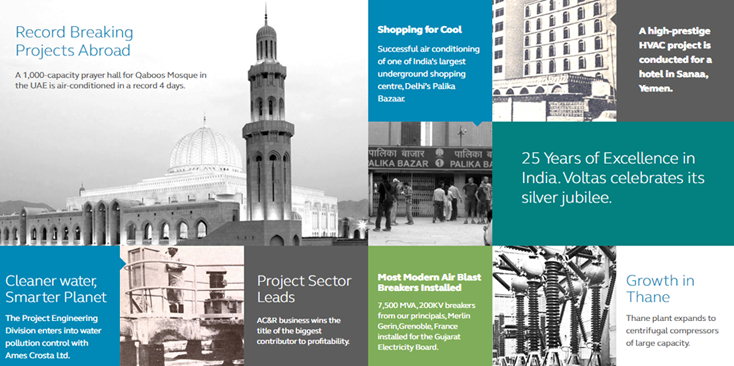 Record Breaking
Projects Abroad
A 1,000-capacity prayer hall for Qaboos Mosque in
the UAE is air-conditioned in a record 4 days.
Shopping for Cool
Successful air conditioning
of one of India's largest
underground shopping
centre, Delhi's Palika
Bazaar.
A high-prestige
HVAC project is
conducted for a
hotel in Sanaa,
Yemen.
पालिका बाजार 1 पालिका बा
PALIKA BAZAR 1 PALIKA BA
25 Years of Excellence in
India. Voltas celebrates its
silver jubilee.
Cleaner water,
Smarter Planet
The Project Engineering
Division enters into water
pollution control with
Ames Crosta Ltd.
Project Sector
Leads
AC&R business wins the
title of the biggest
contributor to profitability.
Most Modern Air Blast
Breakers Installed
7,500 MVA, 200KV breakers
from our principals, Merlin
Gerin,Grenoble, France
installed for the Gujarat
Electricity Board.
Growth in
Thane
Thane plant expands to
centrifugal compressors
of large capacity.